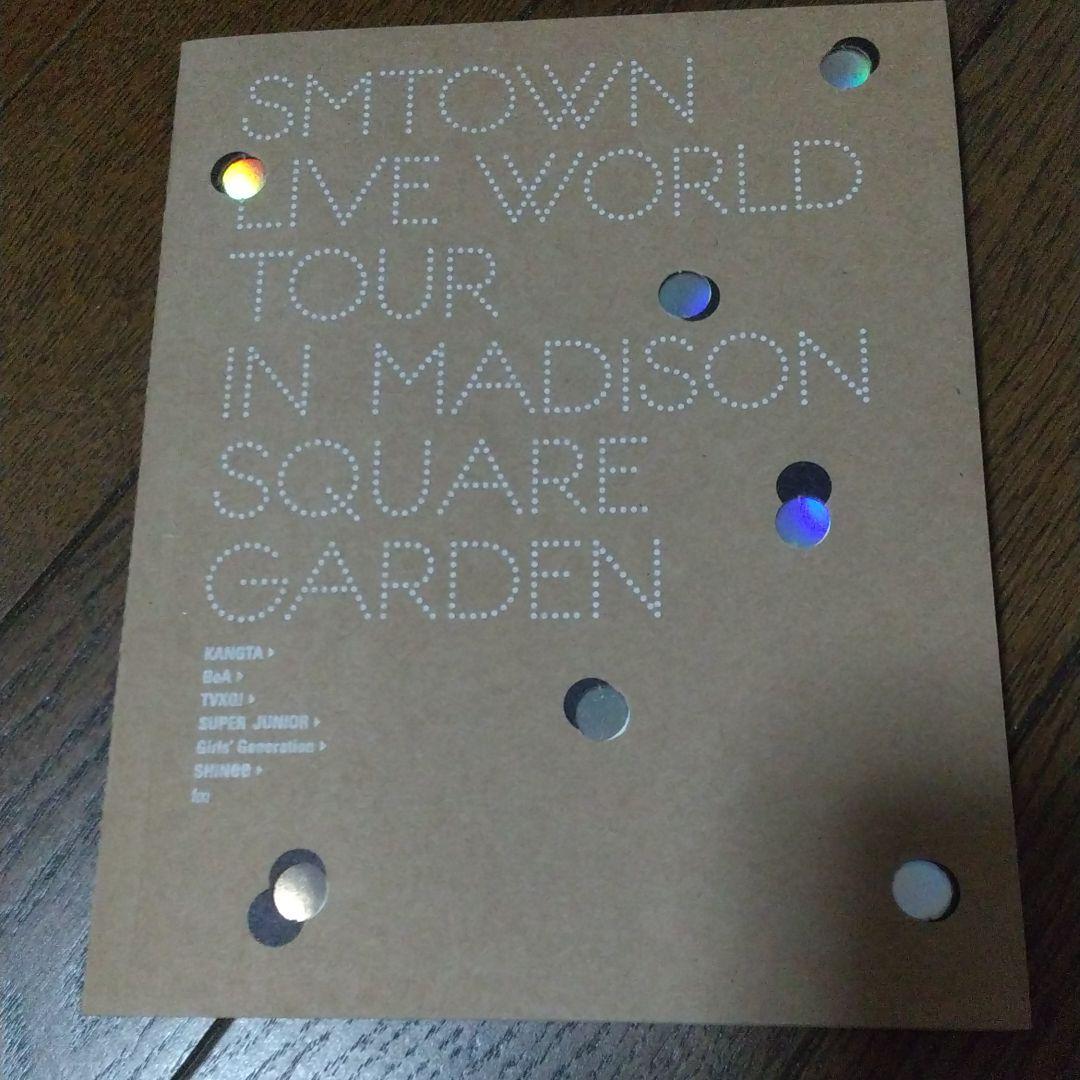 SMTOWN
LIVE WORLD
TOUR
IN MADISON
SQUARE
GARDEN
KANGTA
BoA
TVXQ!
SUPER JUNIOR
Girls' Generation
SHINee
f(x)